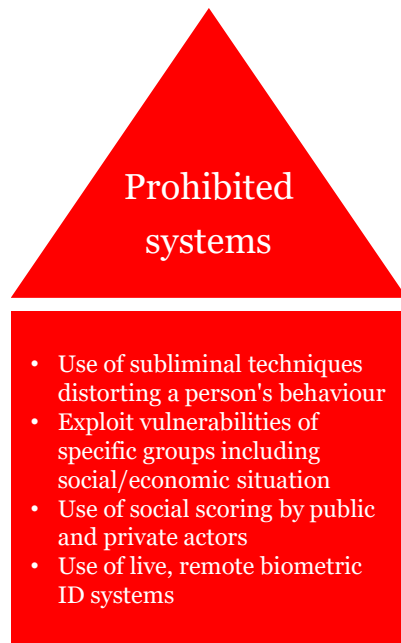 Prohibited
systems
• Use of subliminal techniques
distorting a person's behaviour
• Exploit vulnerabilities of
specific groups including
social/economic situation
• Use of social scoring by public
and private actors
• Use of live, remote biometric
ID systems